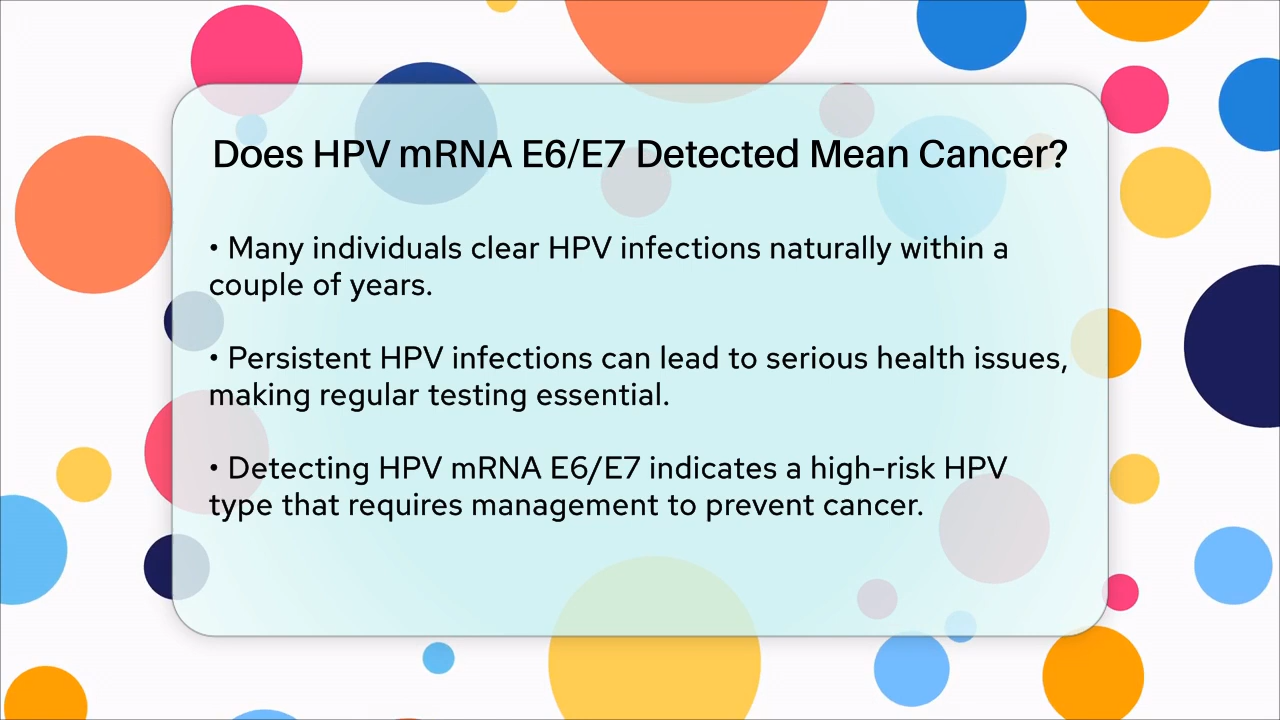 Does HPV mRNA E6/E7 Detected Mean Cancer?
• Many individuals clear HPV infections naturally within a
couple of years.
• Persistent HPV infections can lead to serious health issues,
making regular testing essential.
• Detecting HPV mRNA E6/E7 indicates a high-risk HPV
type that requires management to prevent cancer.